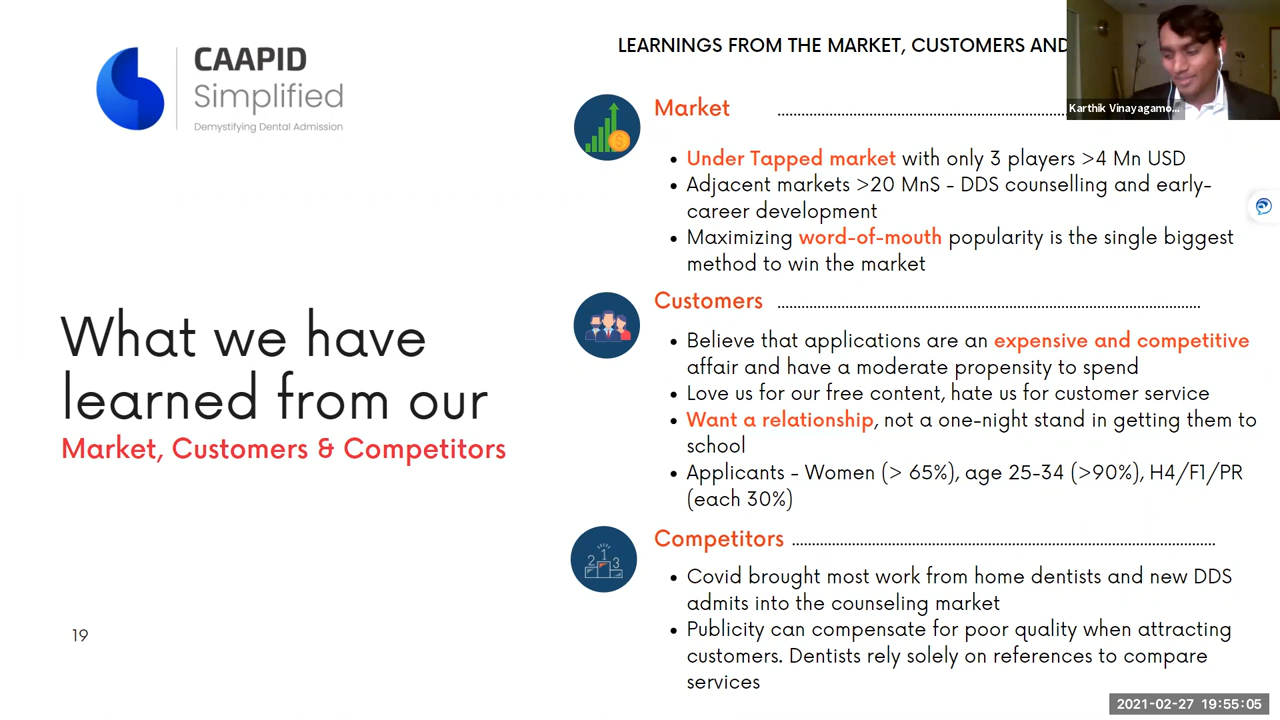 CAAPID
Simplified
Demystifying Dental Admission
What we have
learned from our
Market, Customers & Competitors
19
LEARNINGS FROM THE MARKET, CUSTOMERS AND
Karthik Vinayagamo...
Market
• Under Tapped market with only 3 players >4 Mn USD
• Adjacent markets >20 Mn$ - DDS counselling and early-
career development
• Maximizing word-of-mouth popularity is the single biggest
method to win the market
Customers
• Believe that applications are an expensive and competitive
affair and have a moderate propensity to spend
• Love us for our free content, hate us for customer service
• Want a relationship, not a one-night stand in getting them to
school
• Applicants - Women (> 65%), age 25-34 (>90%), H4/F1/PR
(each 30%)
2 1 3
Competitors
• Covid brought most work from home dentists and new DDS
admits into the counseling market
• Publicity can compensate for poor quality when attracting
customers. Dentists rely solely on references to compare
services
2021-02-27 19:55:05